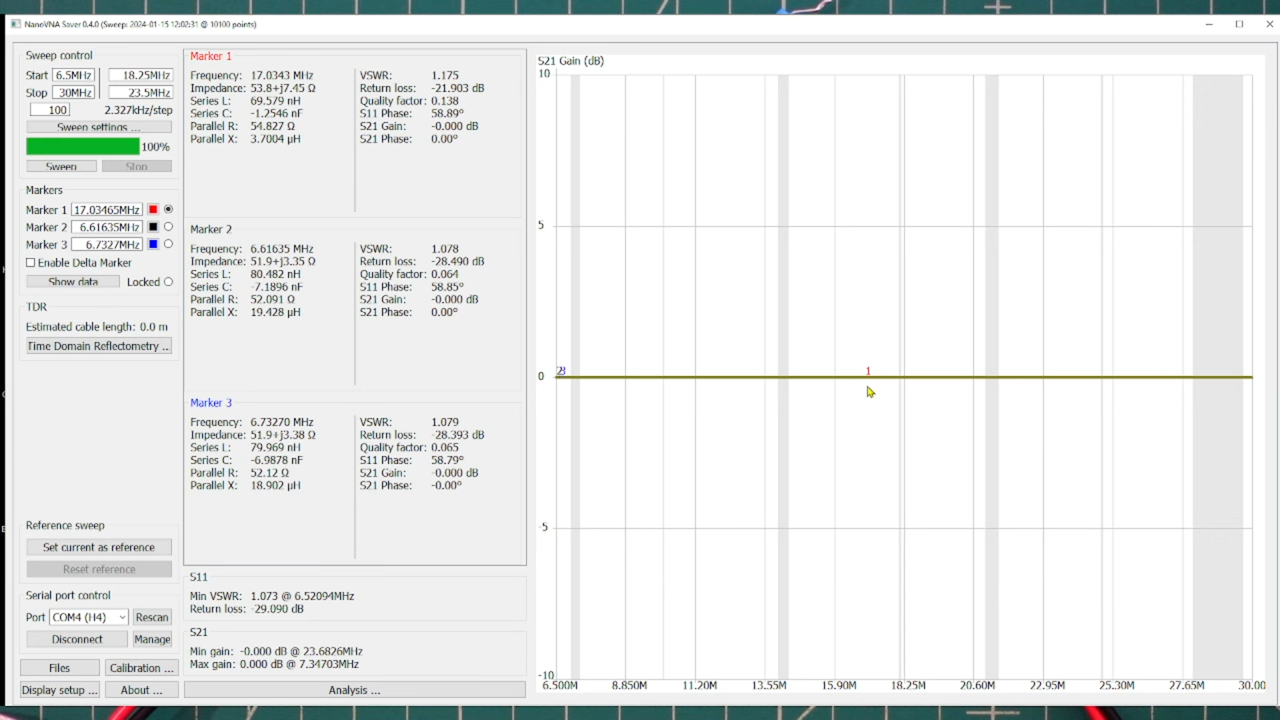 NanoVNA Saver 0.4.0 (Sweep: 2024-01-15 12:02:31 @ 10100 points)
Sweep control
Start 6.5MHz 18.25MHz
Stop 30MHz 23.5MHz
100 2.327kHz/step
Sweep settings ...
100%
Sweep Stop
Markers
Marker 1 17.03465MHz
Marker 2 6.61635MHz
Marker 3 6.7327MHz
Enable Delta Marker
Show data Locked
TDR
Estimated cable length: 0.0 m
Time Domain Reflectometry ...
Reference sweep
Set current as reference
Reset reference
Serial port control
Port COM4 (H4) Rescan
Disconnect Manage
Files Calibration ...
Display setup ... About ...
Marker 1
Frequency: 17.0343 MHz VSWR: 1.175
Impedance: 53.8+j7.45 Ω Return loss: -21.903 dB
Series L: 69.579 nH Quality factor: 0.138
Series C: -1.2546 nF S11 Phase: 58.89°
Parallel R: 54.827 Ω S21 Gain: -0.000 dB
Parallel X: 3.7004 µH S21 Phase: 0.00°
Marker 2
Frequency: 6.61635 MHz VSWR: 1.078
Impedance: 51.9+j3.35 Ω Return loss: -28.490 dB
Series L: 80.482 nH Quality factor: 0.064
Series C: -7.1896 nF S11 Phase: 58.85°
Parallel R: 52.091 Ω S21 Gain: -0.000 dB
Parallel X: 19.428 µH S21 Phase: 0.00°
Marker 3
Frequency: 6.73270 MHz VSWR: 1.079
Impedance: 51.9+j3.38 Ω Return loss: -28.393 dB
Series L: 79.969 nH Quality factor: 0.065
Series C: -6.9878 nF S11 Phase: 58.79°
Parallel R: 52.12 Ω S21 Gain: -0.000 dB
Parallel X: 18.902 µH S21 Phase: -0.00°
S11
Min VSWR: 1.073 @ 6.52094MHz
Return loss: -29.090 dB
S21
Min gain: -0.000 dB @ 23.6826MHz
Max gain: 0.000 dB @ 7.34703MHz
Analysis ...
S21 Gain (dB)
10
5
0
-5
-10
2 3 1
6.500M 8.850M 11.20M 13.55M 15.90M 18.25M 20.60M 22.95M 25.30M 27.65M 30.00